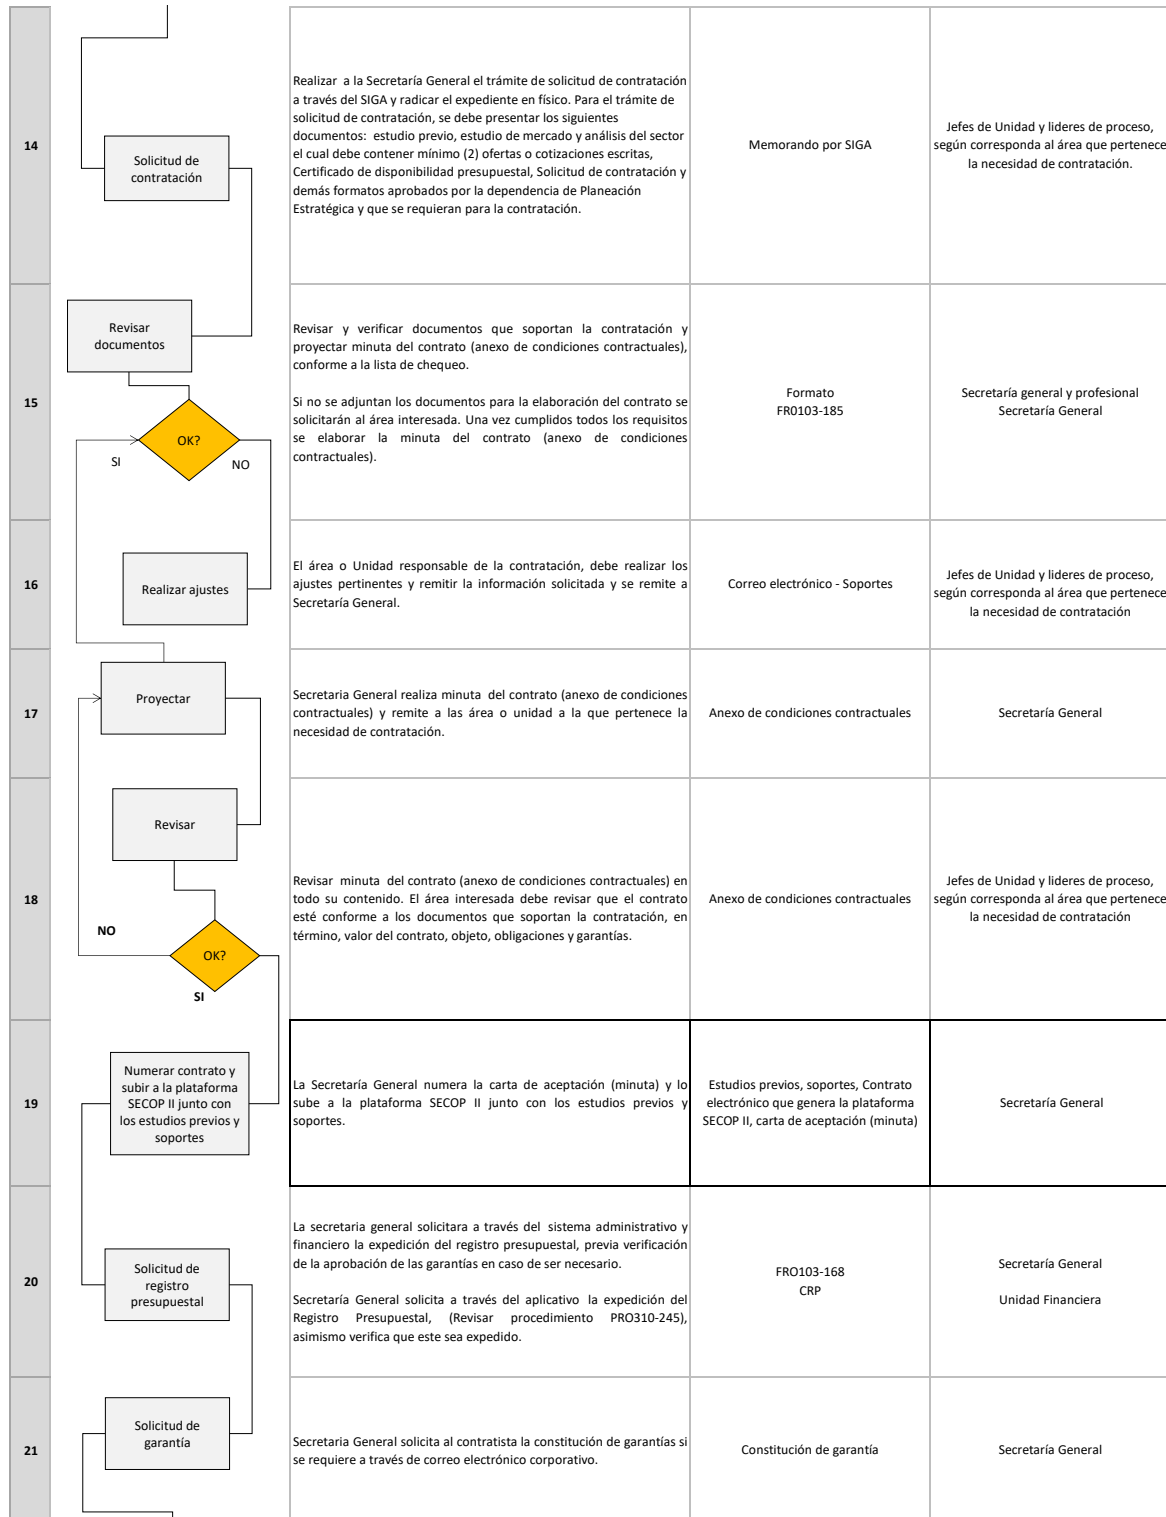 14
Solicitud de
contratación
Realizar a la Secretaría General el trámite de solicitud de contratación
a través del SIGA y radicar el expediente en físico. Para el trámite de
solicitud de contratación, se debe presentar los siguientes
documentos: estudio previo, estudio de mercado y análisis del sector
el cual debe contener mínimo (2) ofertas o cotizaciones escritas,
Certificado de disponibilidad presupuestal, Solicitud de contratación y
demás formatos aprobados por la dependencia de Planeación
Estratégica y que se requieran para la contratación.
Memorando por SIGA
Jefes de Unidad y lideres de proceso,
según corresponda al área que pertenece
la necesidad de contratación.
15
Revisar
documentos
OK?
SI
NO
Revisar y verificar documentos que soportan la contratación y
proyectar minuta del contrato (anexo de condiciones contractuales),
conforme a la lista de chequeo.
Si no se adjuntan los documentos para la elaboración del contrato se
solicitarán al área interesada. Una vez cumplidos todos los requisitos
se elaborar la minuta del contrato (anexo de condiciones
contractuales).
Formato
FR0103-185
Secretaría general y profesional
Secretaría General
16
Realizar ajustes
El área o Unidad responsable de la contratación, debe realizar los
ajustes pertinentes y remitir la información solicitada y se remite a
Secretaría General.
Correo electrónico - Soportes
Jefes de Unidad y lideres de proceso,
según corresponda al área que pertenece
la necesidad de contratación
17
Proyectar
Secretaria General realiza minuta del contrato (anexo de condiciones
contractuales) y remite a las área o unidad a la que pertenece la
necesidad de contratación.
Anexo de condiciones contractuales
Secretaría General
18
Revisar
NO
OK?
SI
Revisar minuta del contrato (anexo de condiciones contractuales) en
todo su contenido. El área interesada debe revisar que el contrato
esté conforme a los documentos que soportan la contratación, en
término, valor del contrato, objeto, obligaciones y garantías.
Anexo de condiciones contractuales
Jefes de Unidad y lideres de proceso,
según corresponda al área que pertenece
la necesidad de contratación
19
Numerar contrato y
subir a la plataforma
SECOP II junto con
los estudios previos y
soportes
La Secretaría General numera la carta de aceptación (minuta) y lo
sube a la plataforma SECOP II junto con los estudios previos y
soportes.
Estudios previos, soportes, Contrato
electrónico que genera la plataforma
SECOP II, carta de aceptación (minuta)
Secretaría General
20
Solicitud de
registro
presupuestal
La secretaria general solicitara a través del sistema administrativo y
financiero la expedición del registro presupuestal, previa verificación
de la aprobación de las garantías en caso de ser necesario.
Secretaría General solicita a través del aplicativo la expedición del
Registro Presupuestal, (Revisar procedimiento PRO310-245),
asimismo verifica que este sea expedido.
FRO103-168
CRP
Secretaría General
Unidad Financiera
21
Solicitud de
garantía
Secretaria General solicita al contratista la constitución de garantías si
se requiere a través de correo electrónico corporativo.
Constitución de garantía
Secretaría General